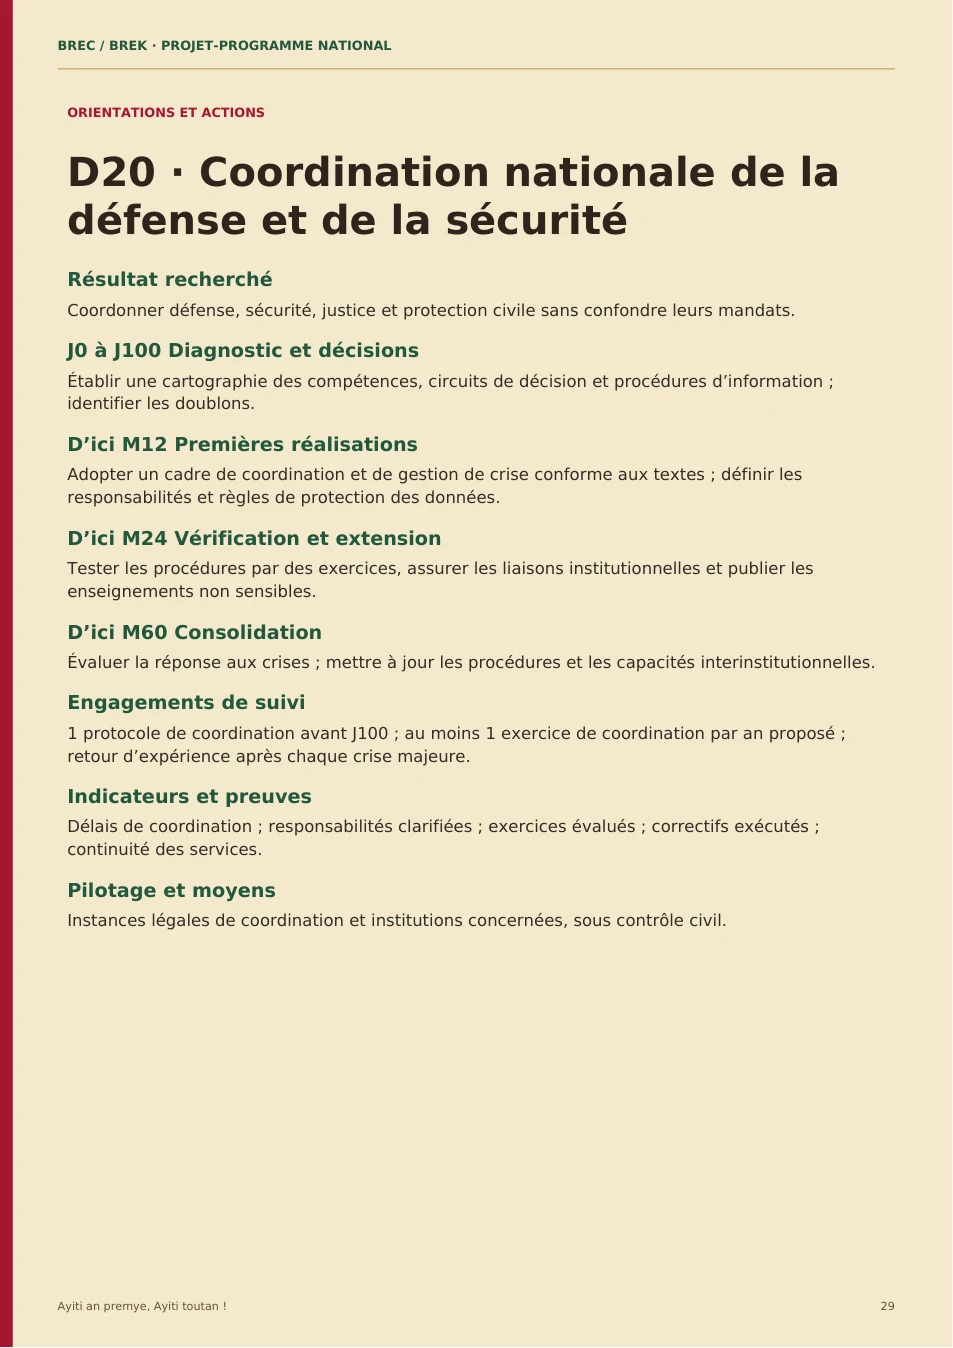 BREC / BREK · PROJET-PROGRAMME NATIONAL
ORIENTATIONS ET ACTIONS
D20 · Coordination nationale de la
défense et de la sécurité
Résultat recherché
Coordonner défense, sécurité, justice et protection civile sans confondre leurs mandats.
J0 à J100 Diagnostic et décisions
Établir une cartographie des compétences, circuits de décision et procédures d’information ;
identifier les doublons.
D’ici M12 Premières réalisations
Adopter un cadre de coordination et de gestion de crise conforme aux textes ; définir les
responsabilités et règles de protection des données.
D’ici M24 Vérification et extension
Tester les procédures par des exercices, assurer les liaisons institutionnelles et publier les
enseignements non sensibles.
D’ici M60 Consolidation
Évaluer la réponse aux crises ; mettre à jour les procédures et les capacités interinstitutionnelles.
Engagements de suivi
1 protocole de coordination avant J100 ; au moins 1 exercice de coordination par an proposé ;
retour d’expérience après chaque crise majeure.
Indicateurs et preuves
Délais de coordination ; responsabilités clarifiées ; exercices évalués ; correctifs exécutés ;
continuité des services.
Pilotage et moyens
Instances légales de coordination et institutions concernées, sous contrôle civil.
Ayiti an premye, Ayiti toutan !
29